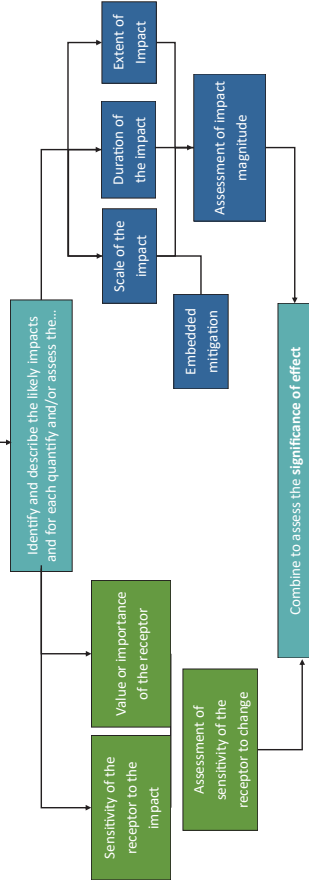 Identify and describe the likely impacts
and for each quantify and/or assess the...
Sensitivity of the
receptor to the
impact
Value or importance
of the receptor
Scale of the
impact
Duration of
the impact
Extent of
Impact
Embedded
mitigation
Assessment of
sensitivity of the
receptor to change
Assessment of impact
magnitude
Combine to assess the significance of effect